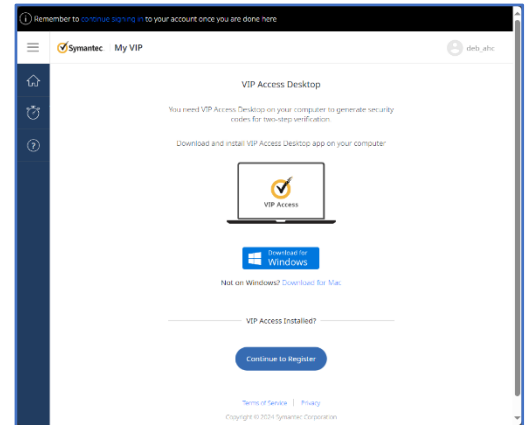 Remember to continue signing in to your account once you are done here
Symantec My VIP
deb_ahc
VIP Access Desktop
You need VIP Access Desktop on your computer to generate security
codes for two-step verification.
Download and install VIP Access Desktop app on your computer
VIP Access
Download for
Windows
Not on Windows? Download for Mac
VIP Access Installed?
Continue to Register
Terms of Service | Privacy
Copyright © 2024 Symantec Corporation